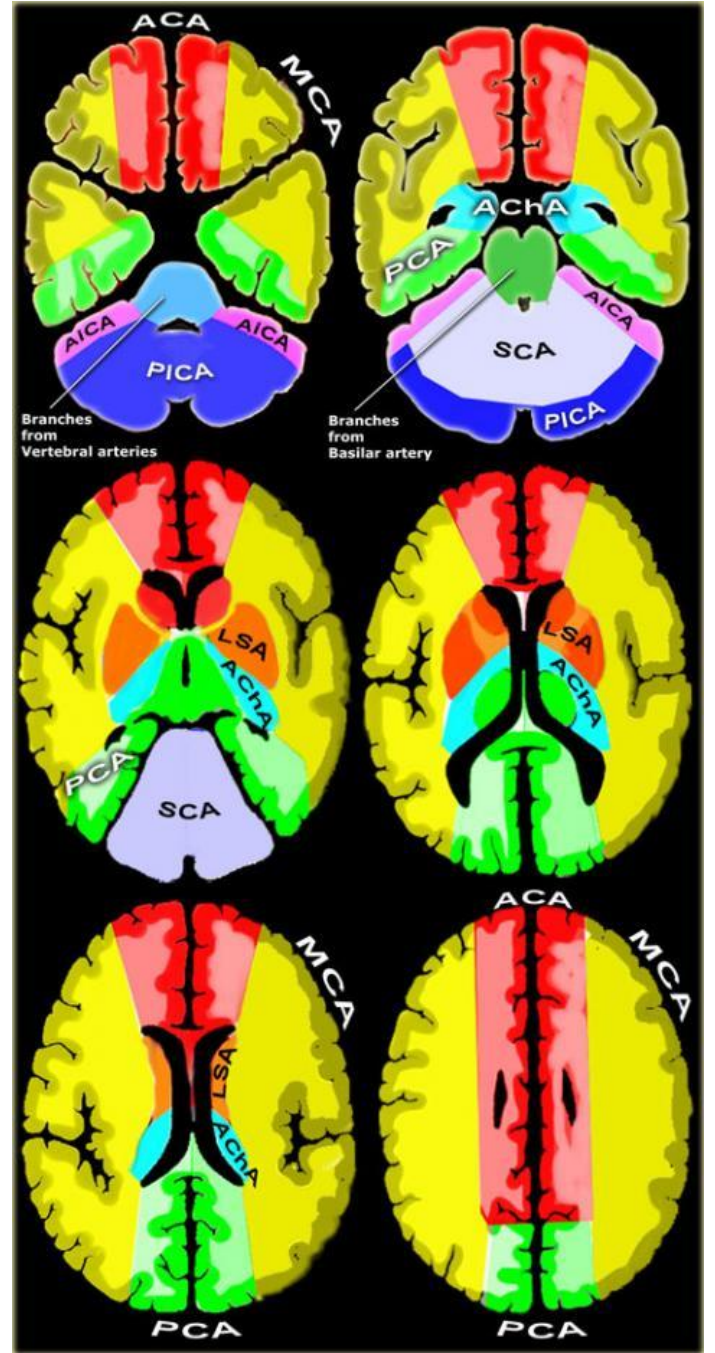 ACA
MCA
AChA
PCA
AICA
AICA
AICA
SCA
PICA
PICA
Branches
from
Vertebral arteries
Branches
from
Basilar artery
LSA
LSA
AChA
AChA
PCA
SCA
ACA
MCA
MCA
LSA
AChA
PCA
PCA